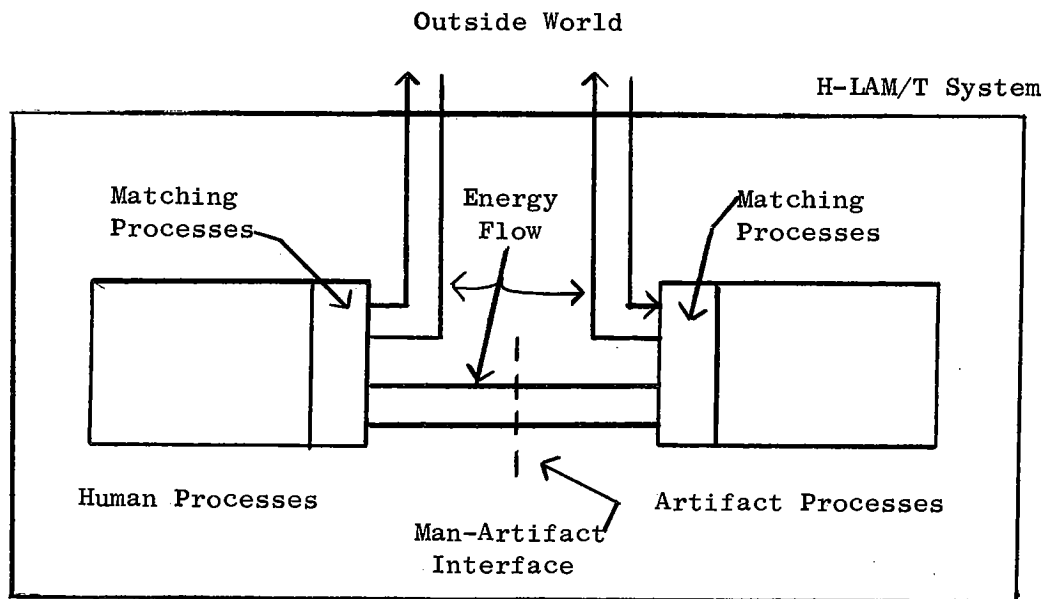 Outside World
H-LAM/T System
Matching
Processes
Energy
Flow
Matching
Processes
Human Processes
Artifact Processes
Man-Artifact
Interface